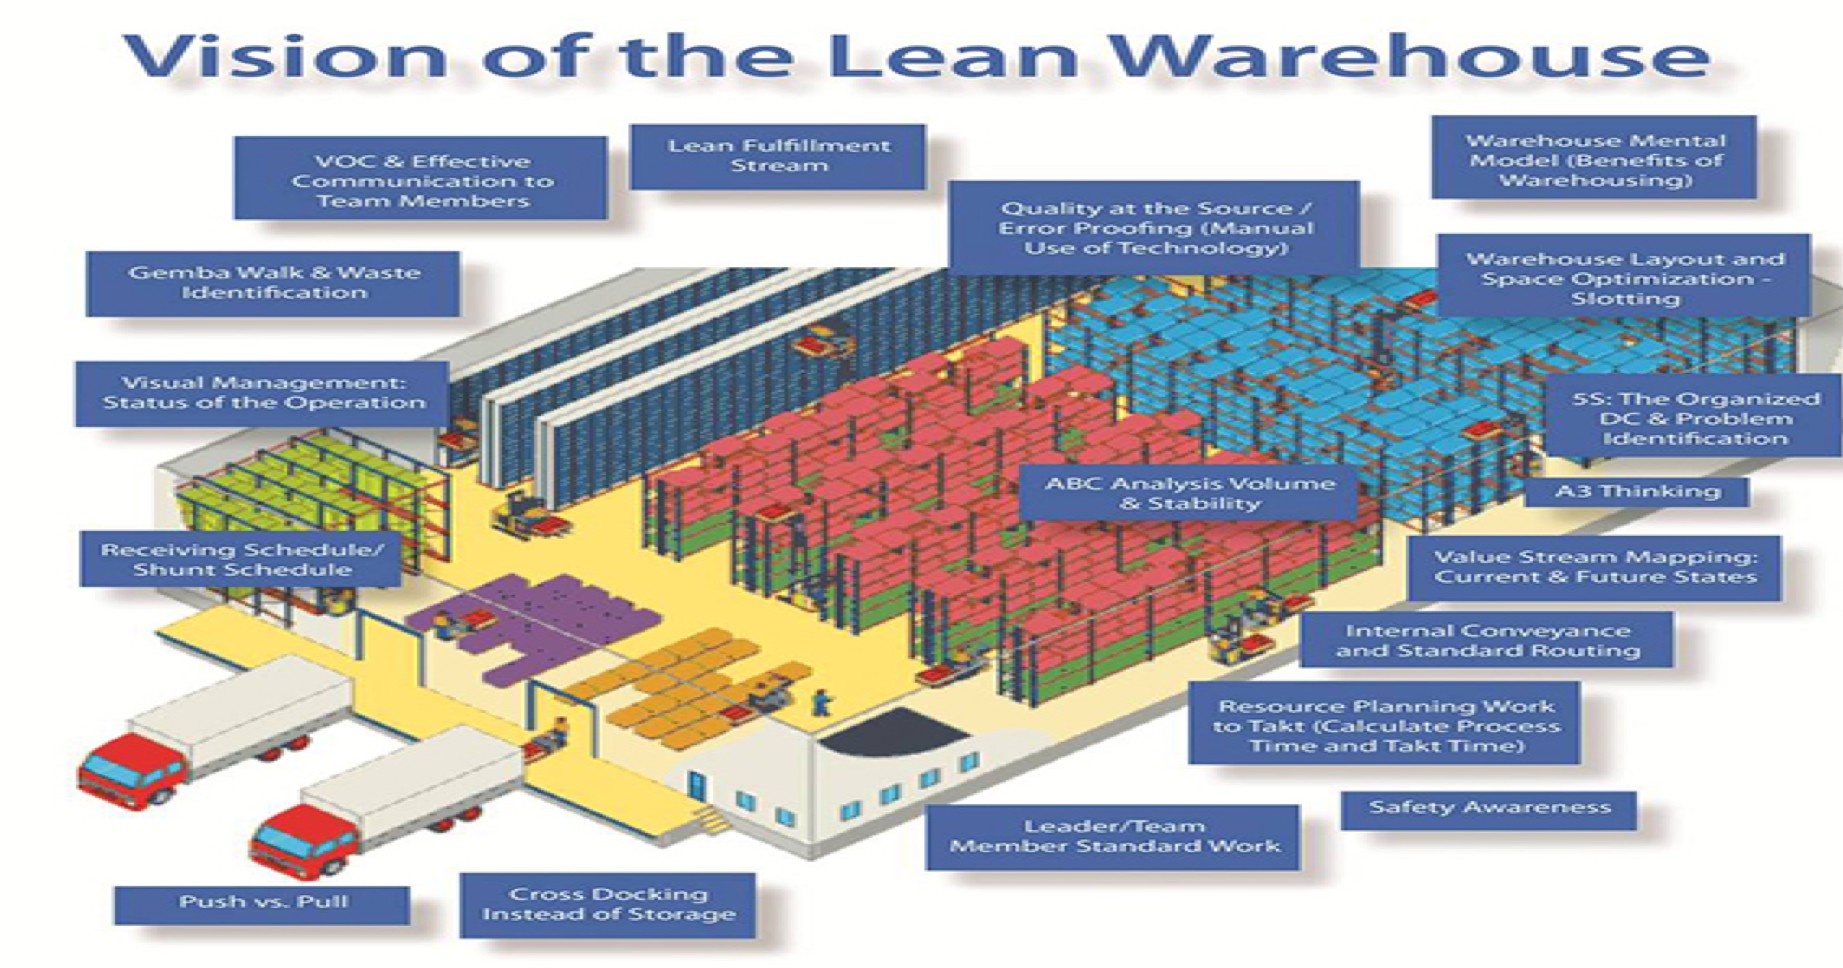 Vision of the Lean Warehouse
VOC & Effective
Communication to
Team Members
Lean Fulfillment
Stream
Quality at the Source /
Error Proofing (Manual
Use of Technology)
Warehouse Mental
Model (Benefits of
Warehousing)
Warehouse Layout and
Space Optimization -
Slotting
Gemba Walk & Waste
Identification
Visual Management:
Status of the Operation
5S: The Organized
DC & Problem
Identification
ABC Analysis Volume
& Stability
A3 Thinking
Receiving Schedule/
Shunt Schedule
Value Stream Mapping:
Current & Future States
Internal Conveyance
and Standard Routing
Resource Planning Work
to Takt (Calculate Process
Time and Takt Time)
Safety Awareness
Leader/Team
Member Standard Work
Push vs. Pull
Cross Docking
Instead of Storage